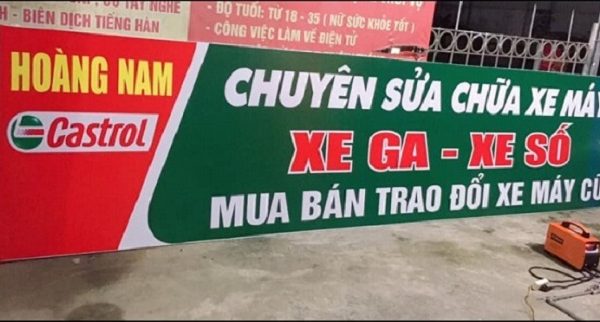 - BIÊN DỊCH TIẾNG HÀN
- ĐỘ TUỔI: TỪ 18 - 35 ( NỮ SỨC KHỎE TỐT )
- CÔNG VIỆC LÀM VỀ ĐIỆN TỬ
HOÀNG NAM
Castrol
CHUYÊN SỬA CHỮA XE MÁY
XE GA - XE SỐ
MUA BÁN TRAO ĐỔI XE MÁY CŨ